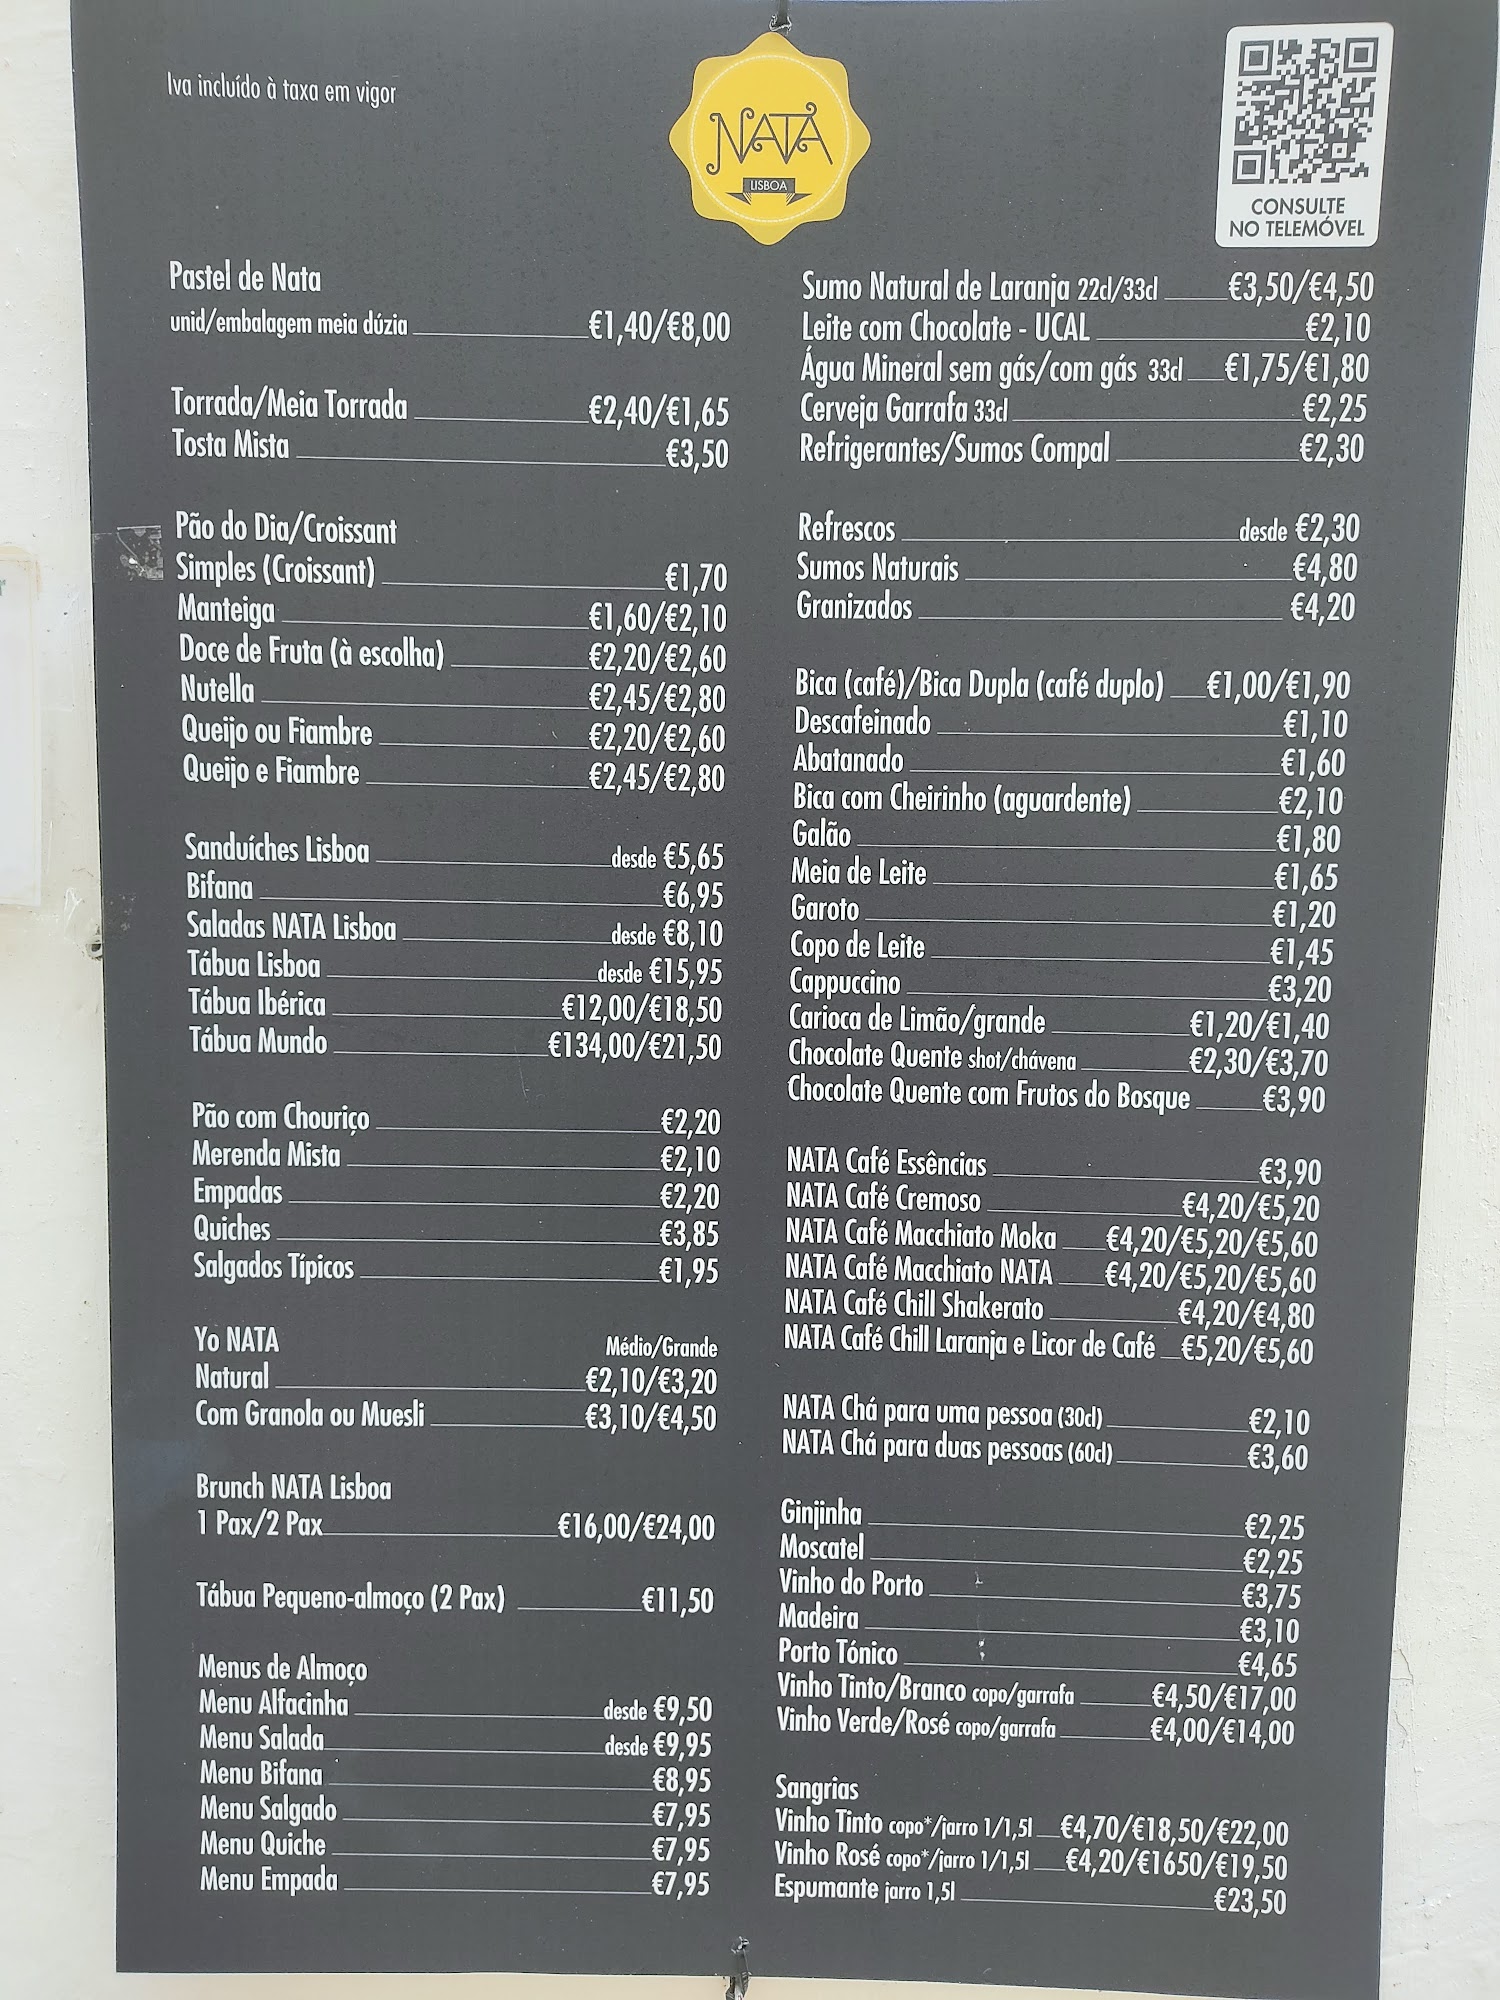 Iva incluído à taxa em vigor
NATA
LISBOA
CONSULTE
NO TELEMÓVEL
Pastel de Nata
unid/embalagem meia dúzia €1,40/€8,00
Torrada/Meia Torrada €2,40/€1,65
Tosta Mista €3,50
Pão do Dia/Croissant
Simples (Croissant) €1,70
Manteiga €1,60/€2,10
Doce de Fruta (à escolha) €2,20/€2,60
Nutella €2,45/€2,80
Queijo ou Fiambre €2,20/€2,60
Queijo e Fiambre €2,45/€2,80
Sanduíches Lisboa desde €5,65
Bifana €6,95
Saladas NATA Lisboa desde €8,10
Tábua Lisboa desde €15,95
Tábua Ibérica €12,00/€18,50
Tábua Mundo €134,00/€21,50
Pão com Chouriço €2,20
Merenda Mista €2,10
Empadas €2,20
Quiches €3,85
Salgados Típicos €1,95
Yo NATA Médio/Grande
Natural €2,10/€3,20
Com Granola ou Muesli €3,10/€4,50
Brunch NATA Lisboa
1 Pax/2 Pax €16,00/€24,00
Tábua Pequeno-almoço (2 Pax) €11,50
Menus de Almoço
Menu Alfacinha desde €9,50
Menu Salada desde €9,95
Menu Bifana €8,95
Menu Salgado €7,95
Menu Quiche €7,95
Menu Empada €7,95
Sumo Natural de Laranja 22cl/33cl €3,50/€4,50
Leite com Chocolate - UCAL €2,10
Água Mineral sem gás/com gás 33cl €1,75/€1,80
Cerveja Garrafa 33cl €2,25
Refrigerantes/Sumos Compal €2,30
Refrescos desde €2,30
Sumos Naturais €4,80
Granizados €4,20
Bica (café)/Bica Dupla (café duplo) €1,00/€1,90
Descafeinado €1,10
Abatanado €1,60
Bica com Cheirinho (aguardente) €2,10
Galão €1,80
Meia de Leite €1,65
Garoto €1,20
Copo de Leite €1,45
Cappuccino €3,20
Carioca de Limão/grande €1,20/€1,40
Chocolate Quente shot/chávena €2,30/€3,70
Chocolate Quente com Frutos do Bosque €3,90
NATA Café Essências €3,90
NATA Café Cremoso €4,20/€5,20
NATA Café Macchiato Moka €4,20/€5,20/€5,60
NATA Café Macchiato NATA €4,20/€5,20/€5,60
NATA Café Chill Shakerato €4,20/€4,80
NATA Café Chill Laranja e Licor de Café €5,20/€5,60
NATA Chá para uma pessoa (30cl) €2,10
NATA Chá para duas pessoas (60cl) €3,60
Ginjinha €2,25
Moscatel €2,25
Vinho do Porto €3,75
Madeira €3,10
Porto Tónico €4,65
Vinho Tinto/Branco copo/garrafa €4,50/€17,00
Vinho Verde/Rosé copo/garrafa €4,00/€14,00
Sangrias
Vinho Tinto copo*/jarro 1/1,5l €4,70/€18,50/€22,00
Vinho Rosé copo*/jarro 1/1,5l €4,20/€1650/€19,50
Espumante jarro 1,5l €23,50